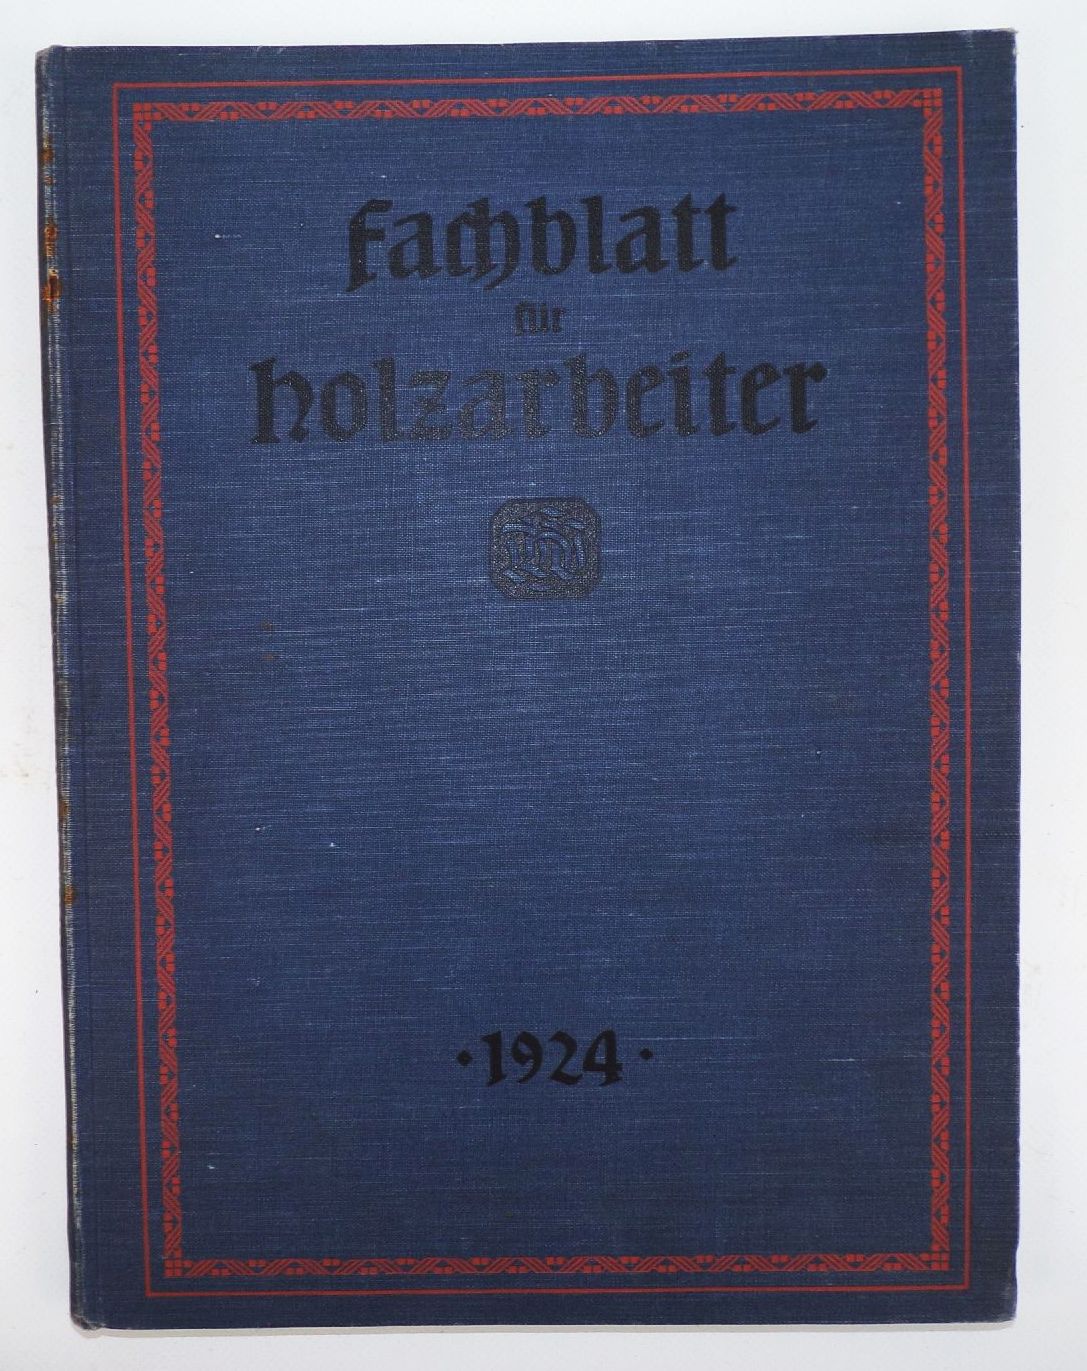 Fachblatt
für
Holzarbeiter
· 1924 ·